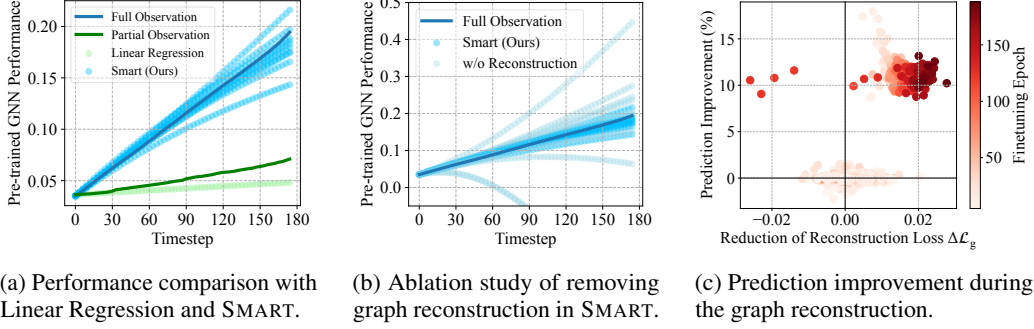 Pre-trained GNN Performance
0.20
0.15
0.10
0.05
Full Observation
Partial Observation
Linear Regression
Smart (Ours)
0 30 60 90 120 150 180
Timestep
(a) Performance comparison with
Linear Regression and SMART.
Pre-trained GNN Performance
0.5
0.4
0.3
0.2
0.1
0.0
Full Observation
Smart (Ours)
w/o Reconstruction
0 30 60 90 120 150 180
Timestep
(b) Ablation study of removing
graph reconstruction in SMART.
Prediction Improvement (%)
15
10
5
0
−0.02 0.00 0.02
Reduction of Reconstruction Loss Δℒg
150
100
50
Finetuning Epoch
(c) Prediction improvement during
the graph reconstruction.